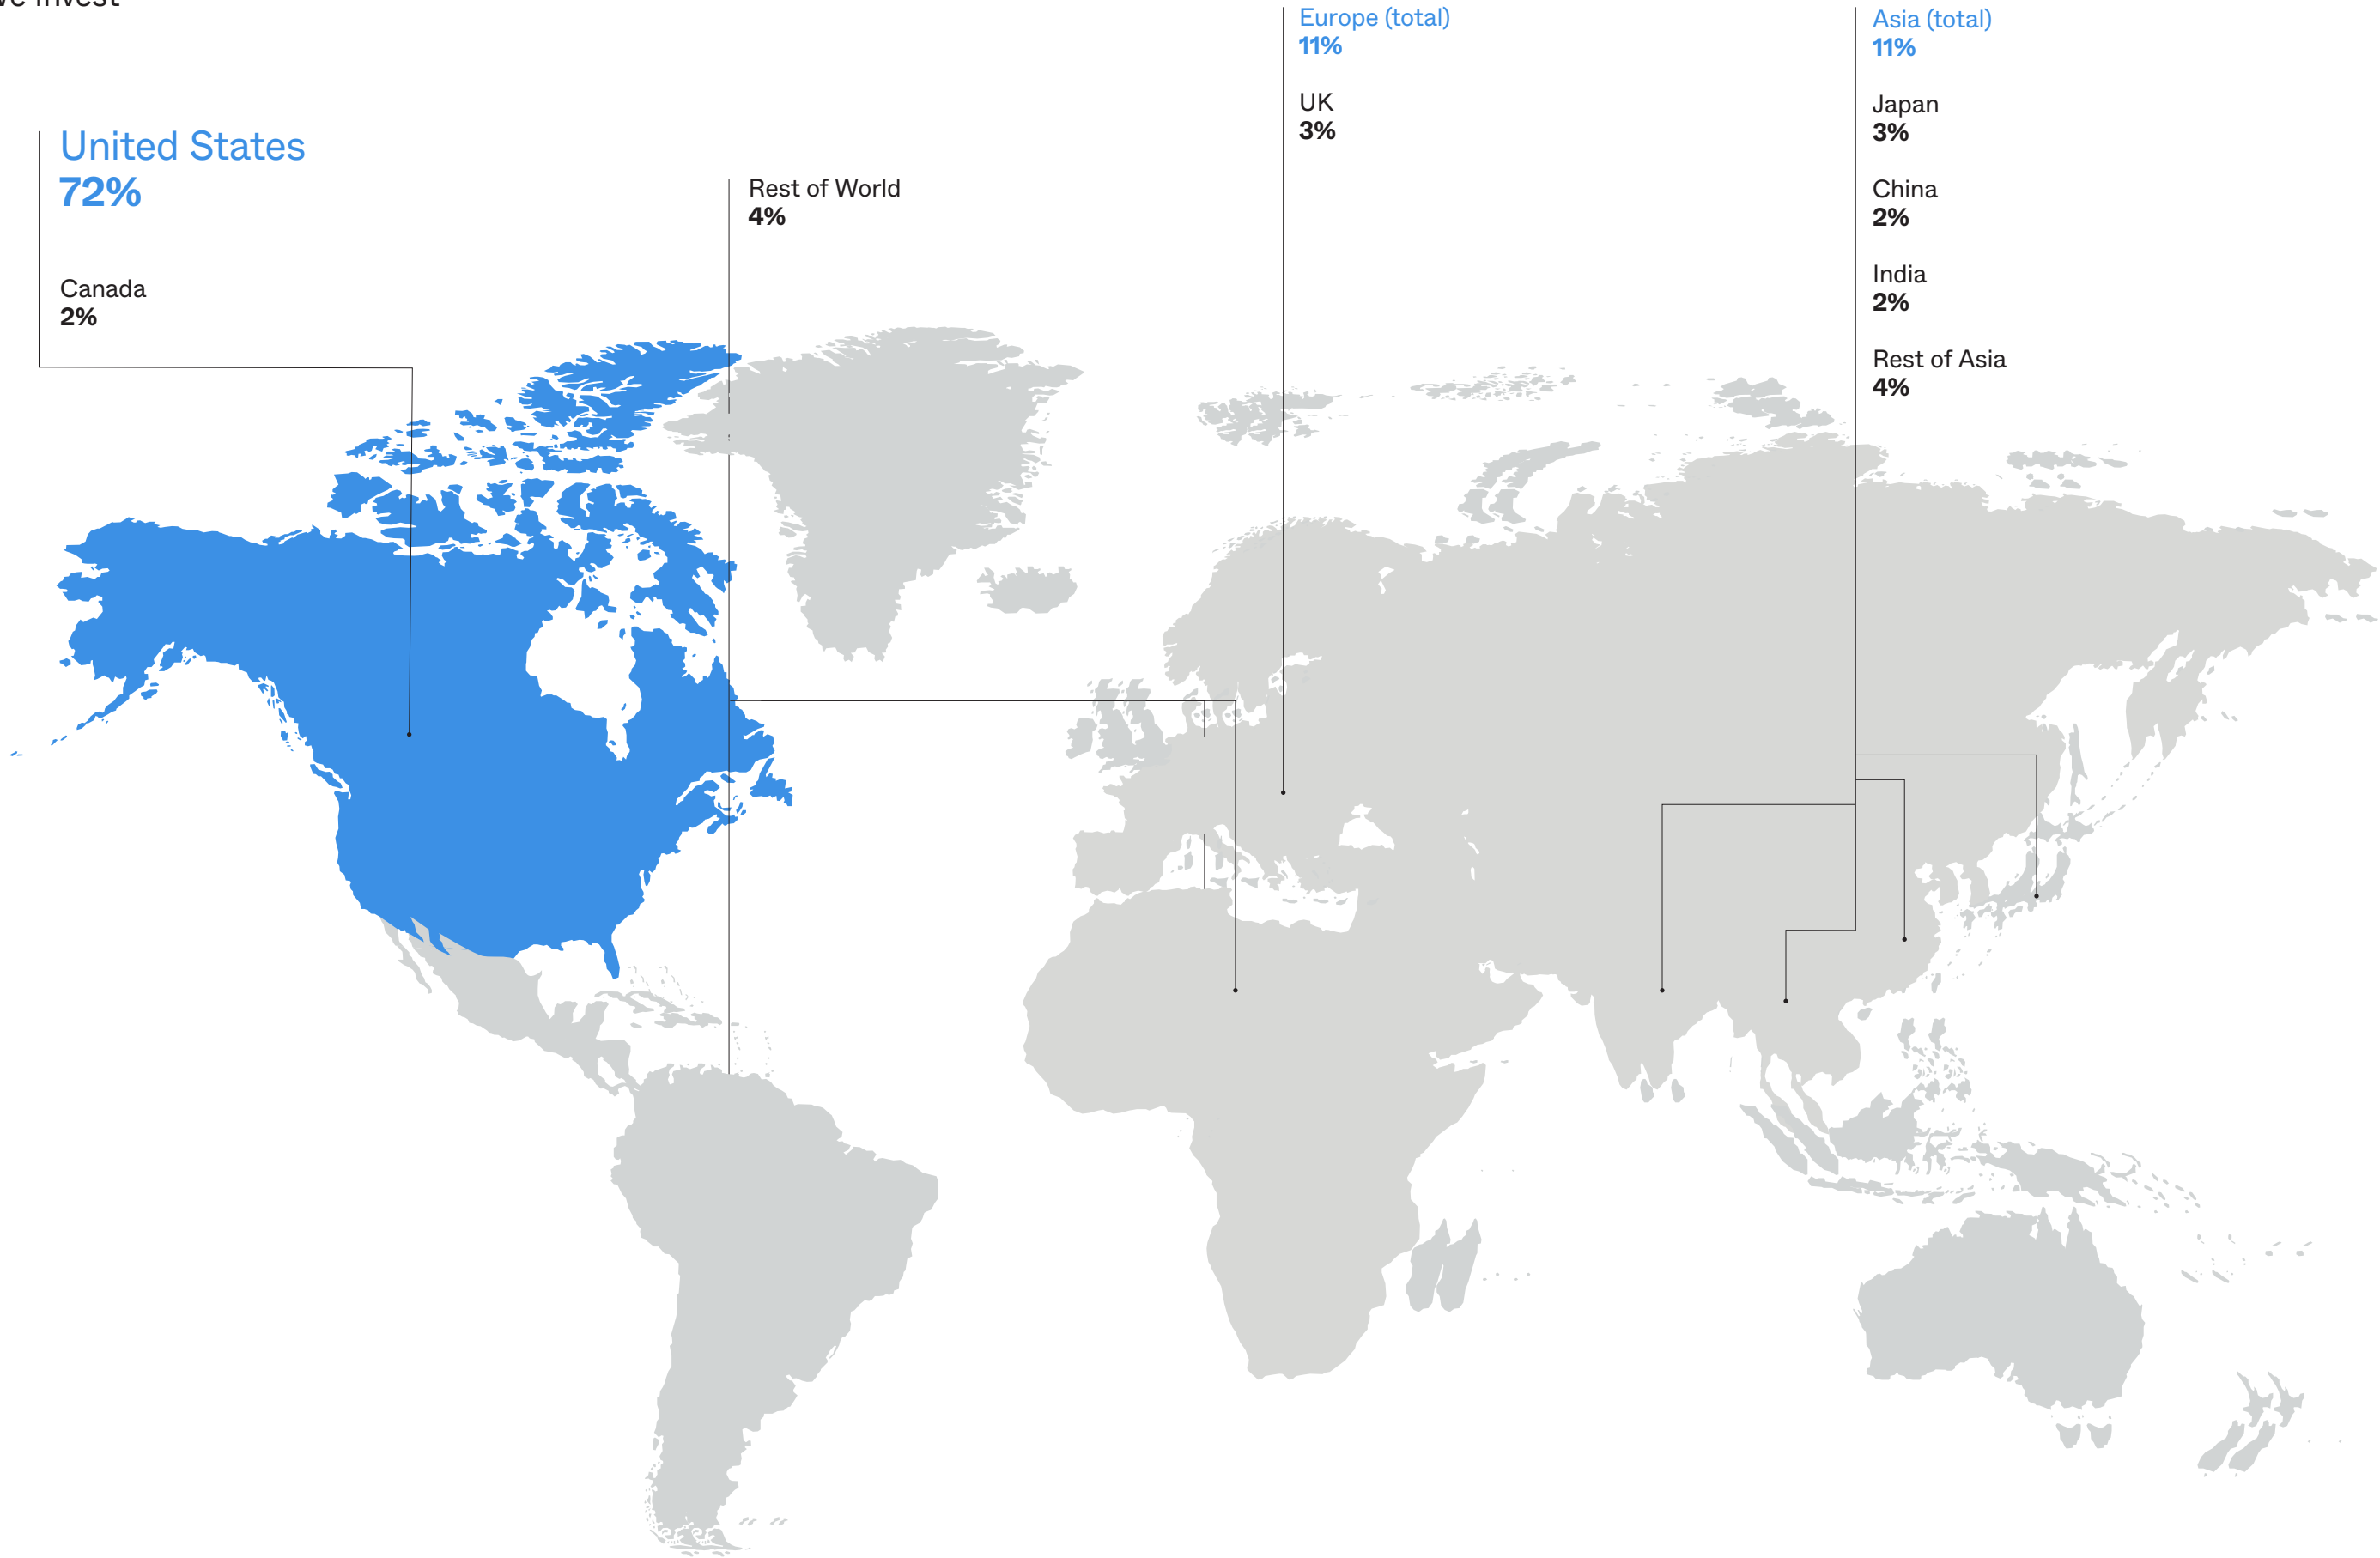 invest
United States
72%
Canada
2%
Rest of World
4%
Europe (total)
11%
UK
3%
Asia (total)
11%
Japan
3%
China
2%
India
2%
Rest of Asia
4%